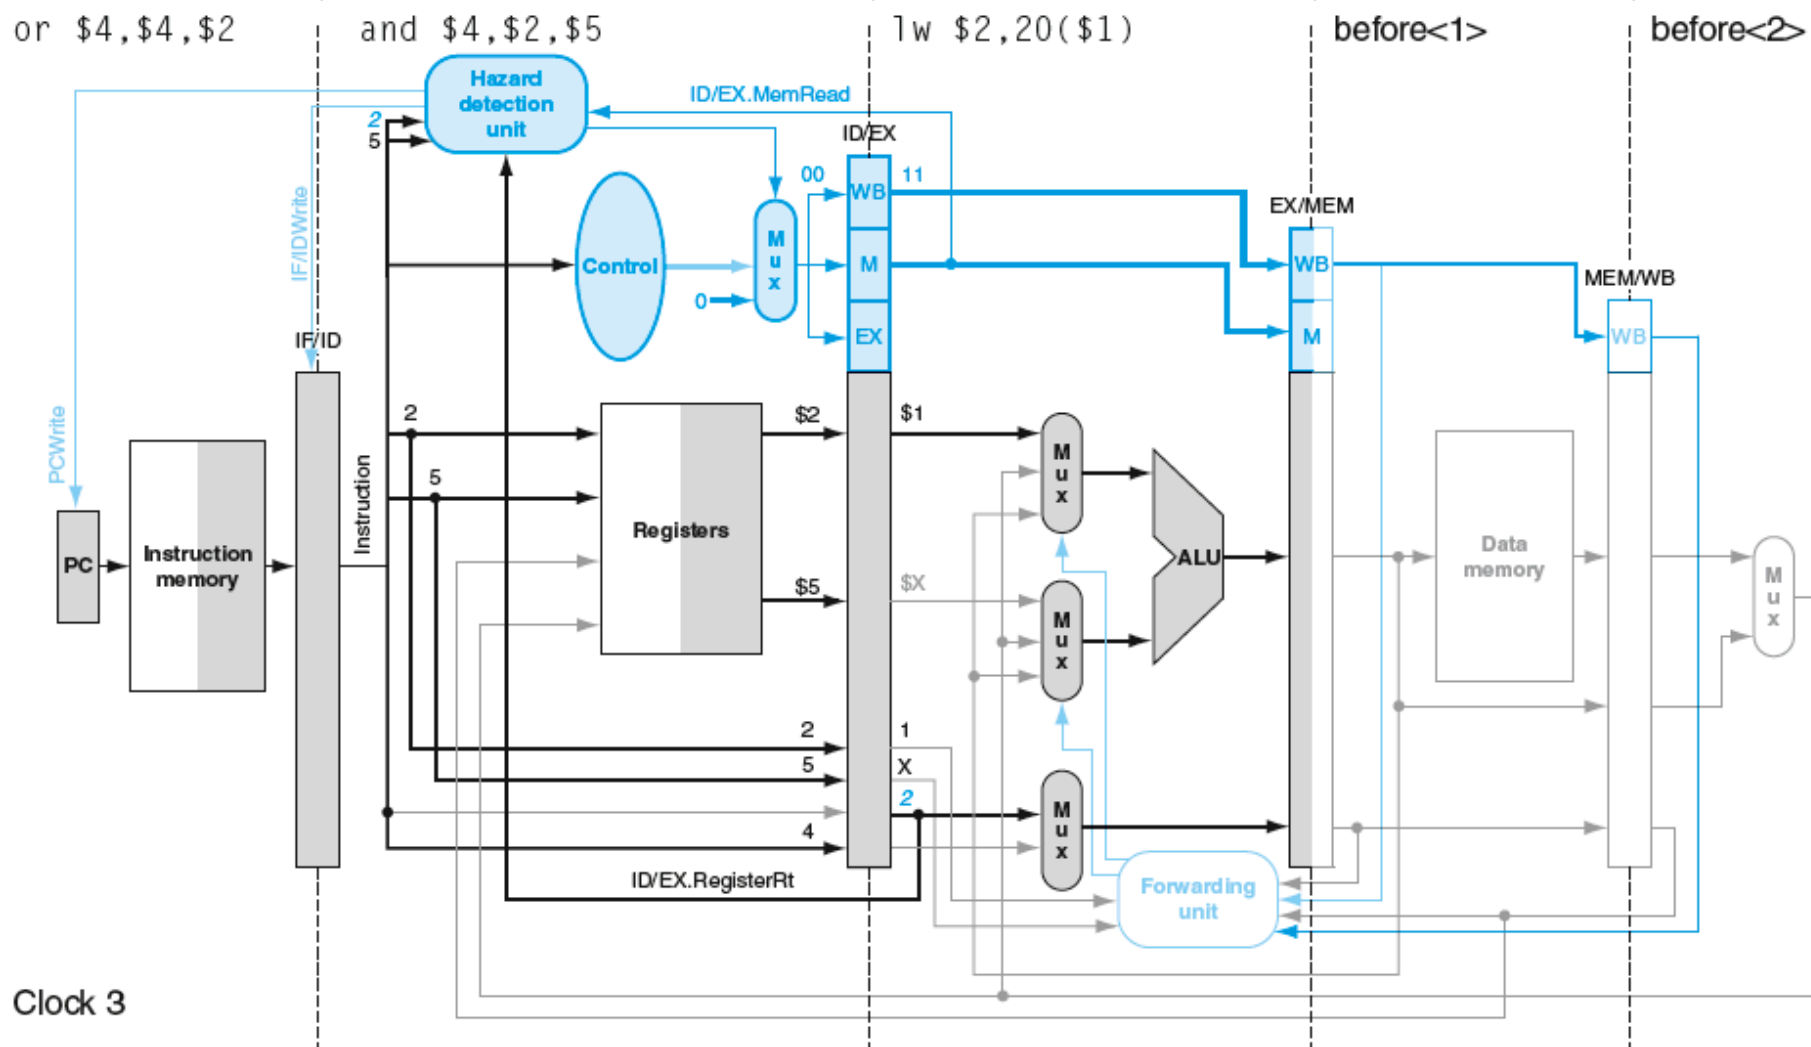 or $4,$4,$2
and $4,$2,$5
lw $2,20($1)
before<1>
before<2>
Hazard
detection
unit
ID/EX.MemRead
2
5
ID/EX
00
WB
11
IF/IDWrite
Control
M
u
x
M
0
EX
EX/MEM
WB
M
MEM/WB
WB
IF/ID
PCWrite
2
$2
$1
M
u
x
5
Instruction
Registers
PC
Instruction
memory
ALU
Data
memory
M
u
x
$5
$X
M
u
x
2
1
5
X
2
4
M
u
x
ID/EX.RegisterRt
Forwarding
unit
Clock 3